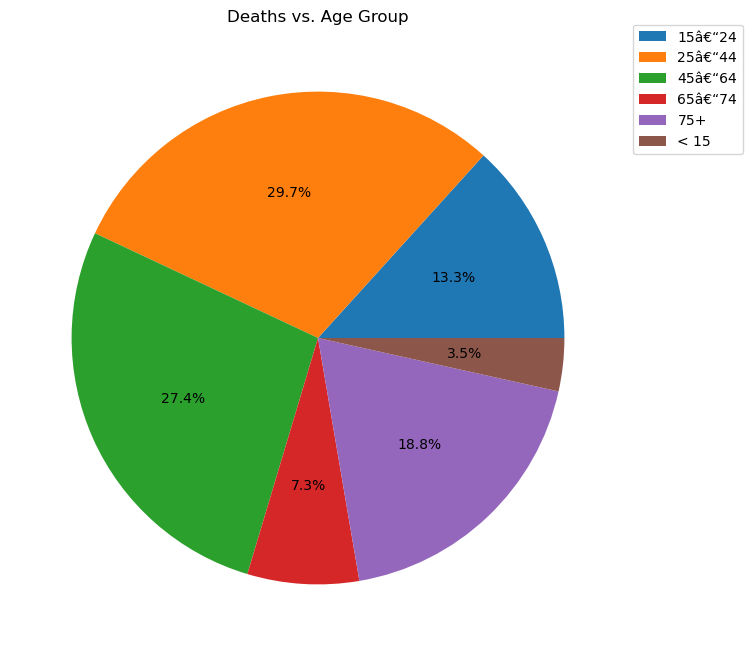 Deaths vs. Age Group
15â€“24
25â€“44
45â€“64
65â€“74
75+
< 15
29.7%
13.3%
3.5%
27.4%
18.8%
7.3%